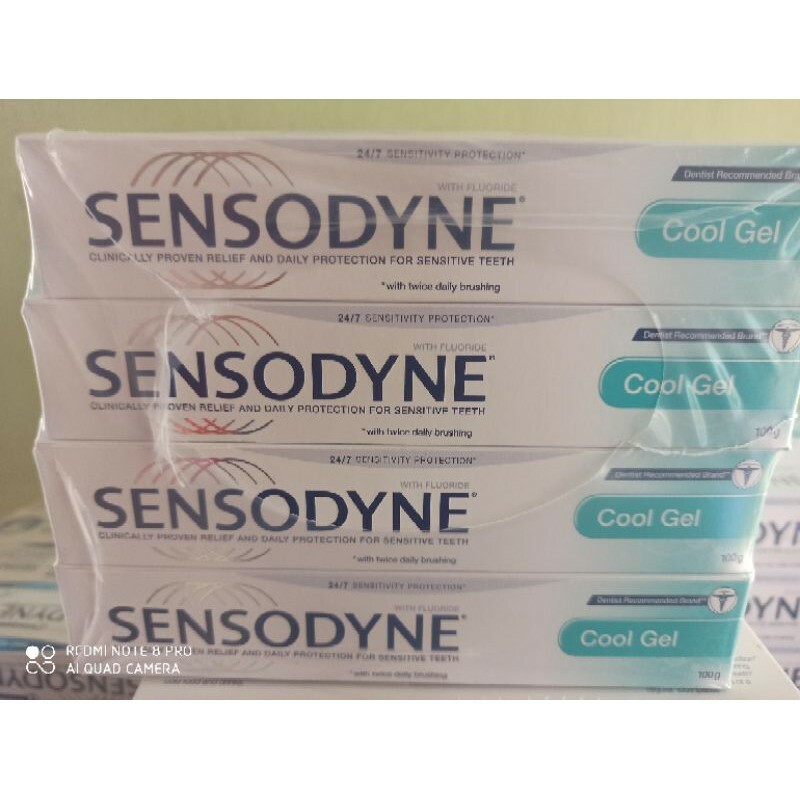 24/7 SENSITIVITY PROTECTION*
WITH FLUORIDE
SENSODYNE®
CLINICALLY PROVEN RELIEF AND DAILY PROTECTION FOR SENSITIVE TEETH
*with twice daily brushing
Dentist Recommended Bra
Cool Gel
24/7 SENSITIVITY PROTECTION*
WITH FLUORIDE
SENSODYNE®
CLINICALLY PROVEN RELIEF AND DAILY PROTECTION FOR SENSITIVE TEETH
*with twice daily brushing
Dentist Recommended Brand™
Cool Gel
100g
24/7 SENSITIVITY PROTECTION*
WITH FLUORIDE
SENSODYNE®
CLINICALLY PROVEN RELIEF AND DAILY PROTECTION FOR SENSITIVE TEETH
*with twice daily brushing
Dentist Recommended Brand™
Cool Gel
100g
24/7 SENSITIVITY PROTECTION*
WITH FLUORIDE
SENSODYNE®
PROVEN RELIEF AND DAILY PROTECTION FOR SENSITIVE TEETH
*with twice daily brushing
Dentist Recommended Brand™
Cool Gel
100g
REDMI NOTE 8 PRO
AI QUAD CAMERA
SENSODYN